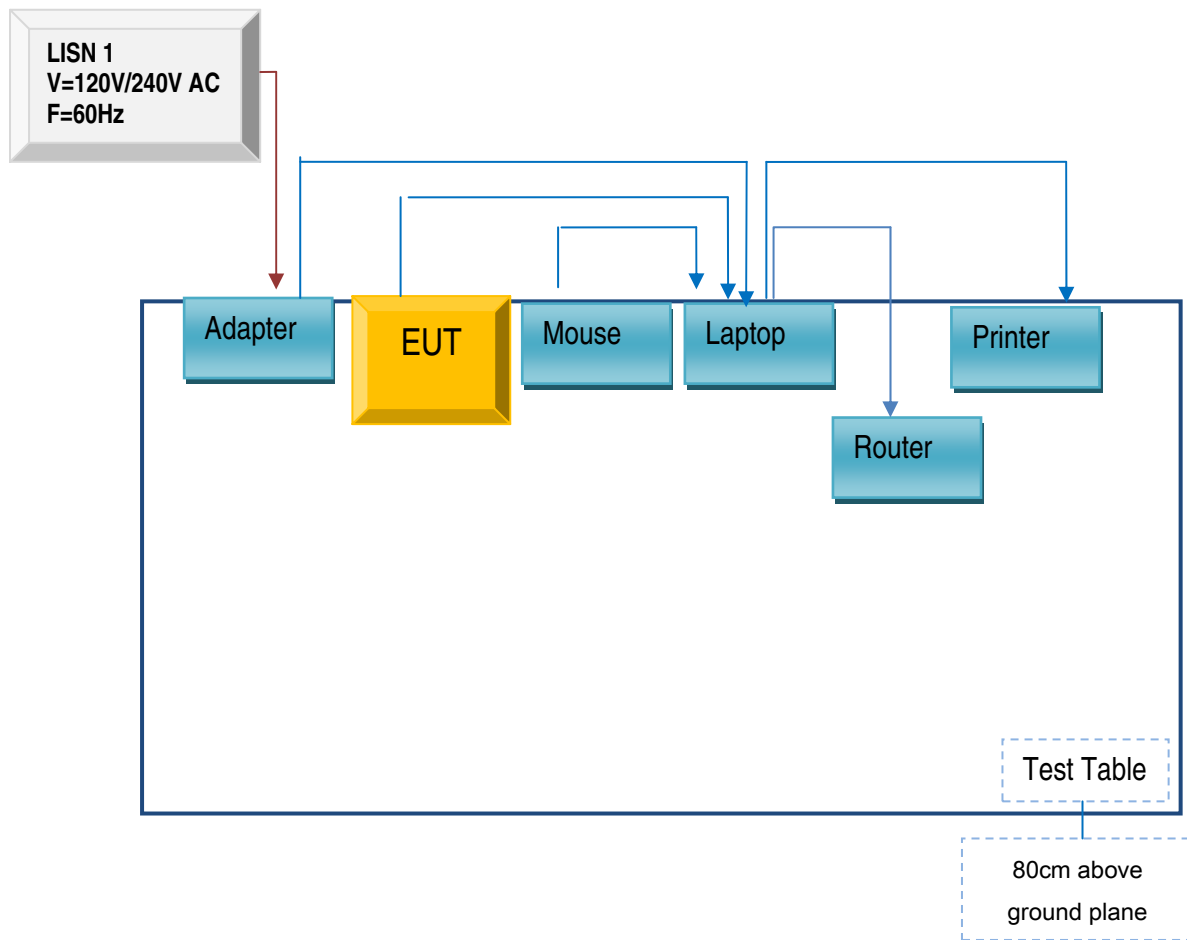 LISN 1
V=120V/240V AC
F=60Hz
Adapter
EUT
Mouse
Laptop
Printer
Router
Test Table
80cm above
ground plane